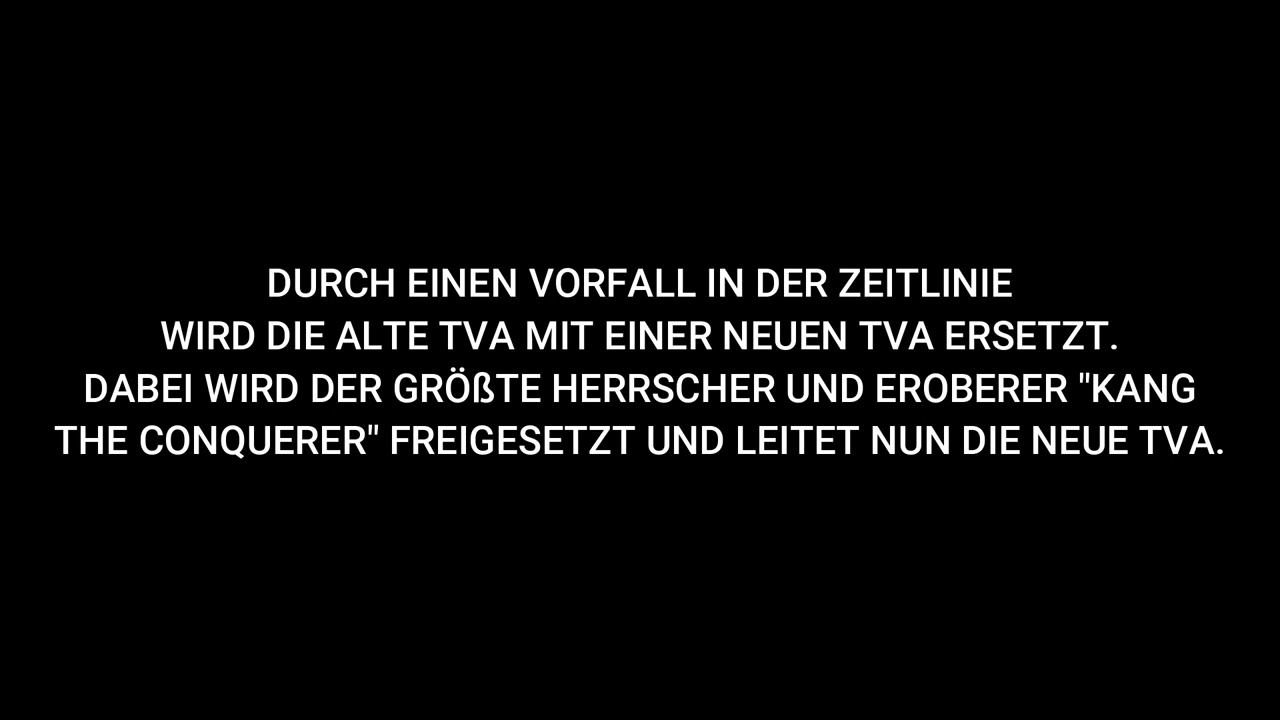 DURCH EINEN VORFALL IN DER ZEITLINIE
WIRD DIE ALTE TVA MIT EINER NEUEN TVA ERSETZT.
DABEI WIRD DER GRÖßTE HERRSCHER UND EROBERER "KANG
THE CONQUERER" FREIGESETZT UND LEITET NUN DIE NEUE TVA.